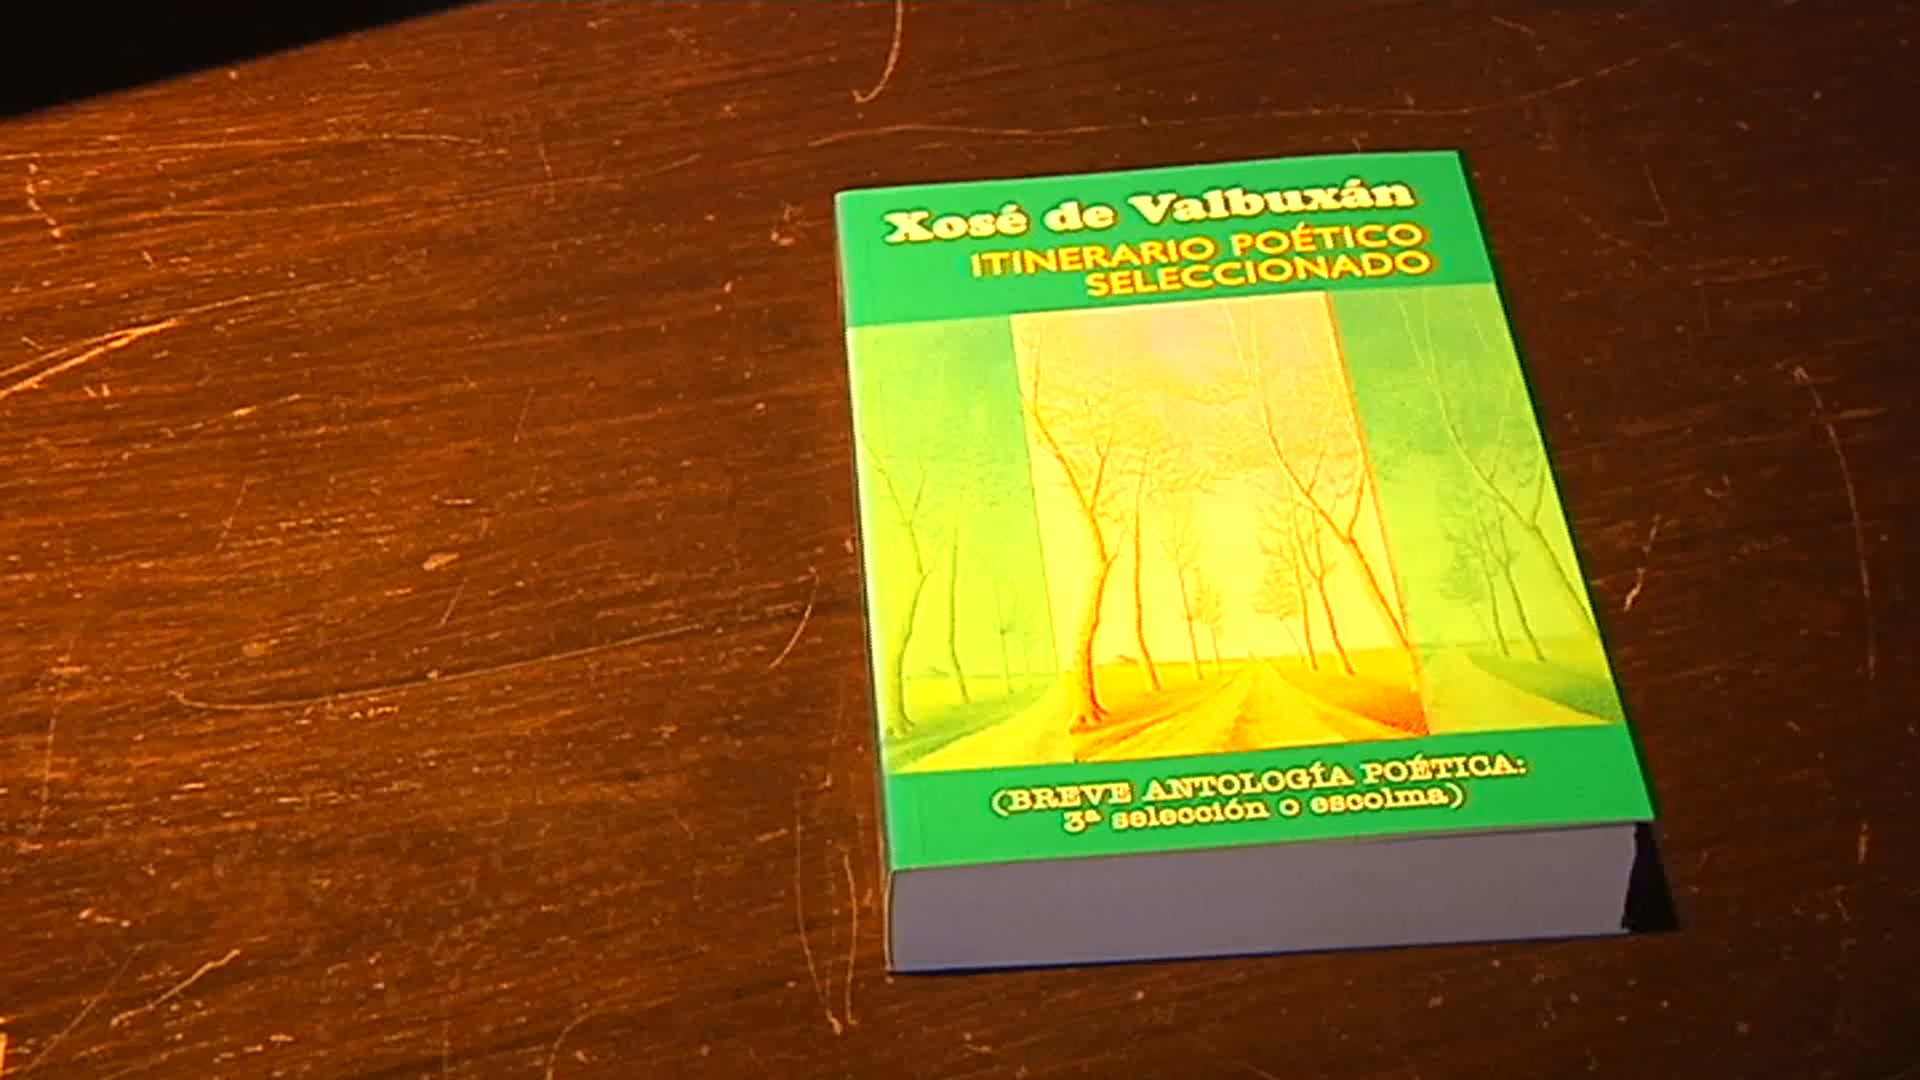 Xosé de Valbuxán
ITINERARIO POÉTICO
SELECCIONADO
(BREVE ANTOLOGÍA POÉTICA:
3ª selección o escolma)